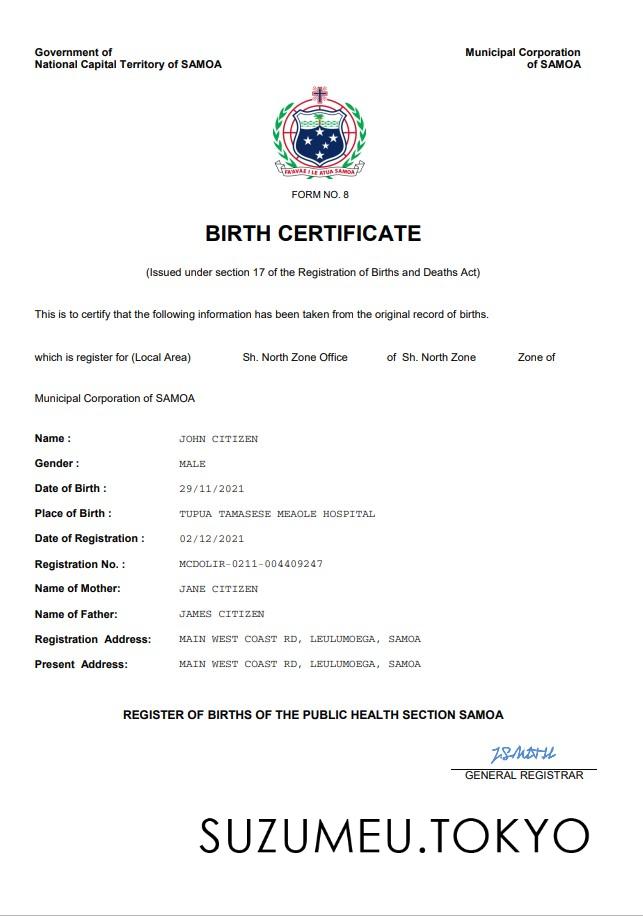 Government of
National Capital Territory of SAMOA
Municipal Corporation
of SAMOA
FA'AVAE I LE ATUA SAMOA
FORM NO. 8
BIRTH CERTIFICATE
(Issued under section 17 of the Registration of Births and Deaths Act)
This is to certify that the following information has been taken from the original record of births.
which is register for (Local Area) Sh. North Zone Office of Sh. North Zone Zone of
Municipal Corporation of SAMOA
Name : JOHN CITIZEN
Gender : MALE
Date of Birth : 29/11/2021
Place of Birth : TUPUA TAMASESE MEAOLE HOSPITAL
Date of Registration : 02/12/2021
Registration No. : MCDOLIR-0211-004409247
Name of Mother: JANE CITIZEN
Name of Father: JAMES CITIZEN
Registration Address: MAIN WEST COAST RD, LEULUMOEGA, SAMOA
Present Address: MAIN WEST COAST RD, LEULUMOEGA, SAMOA
REGISTER OF BIRTHS OF THE PUBLIC HEALTH SECTION SAMOA
GENERAL REGISTRAR
SUZUMEU.TOKYO